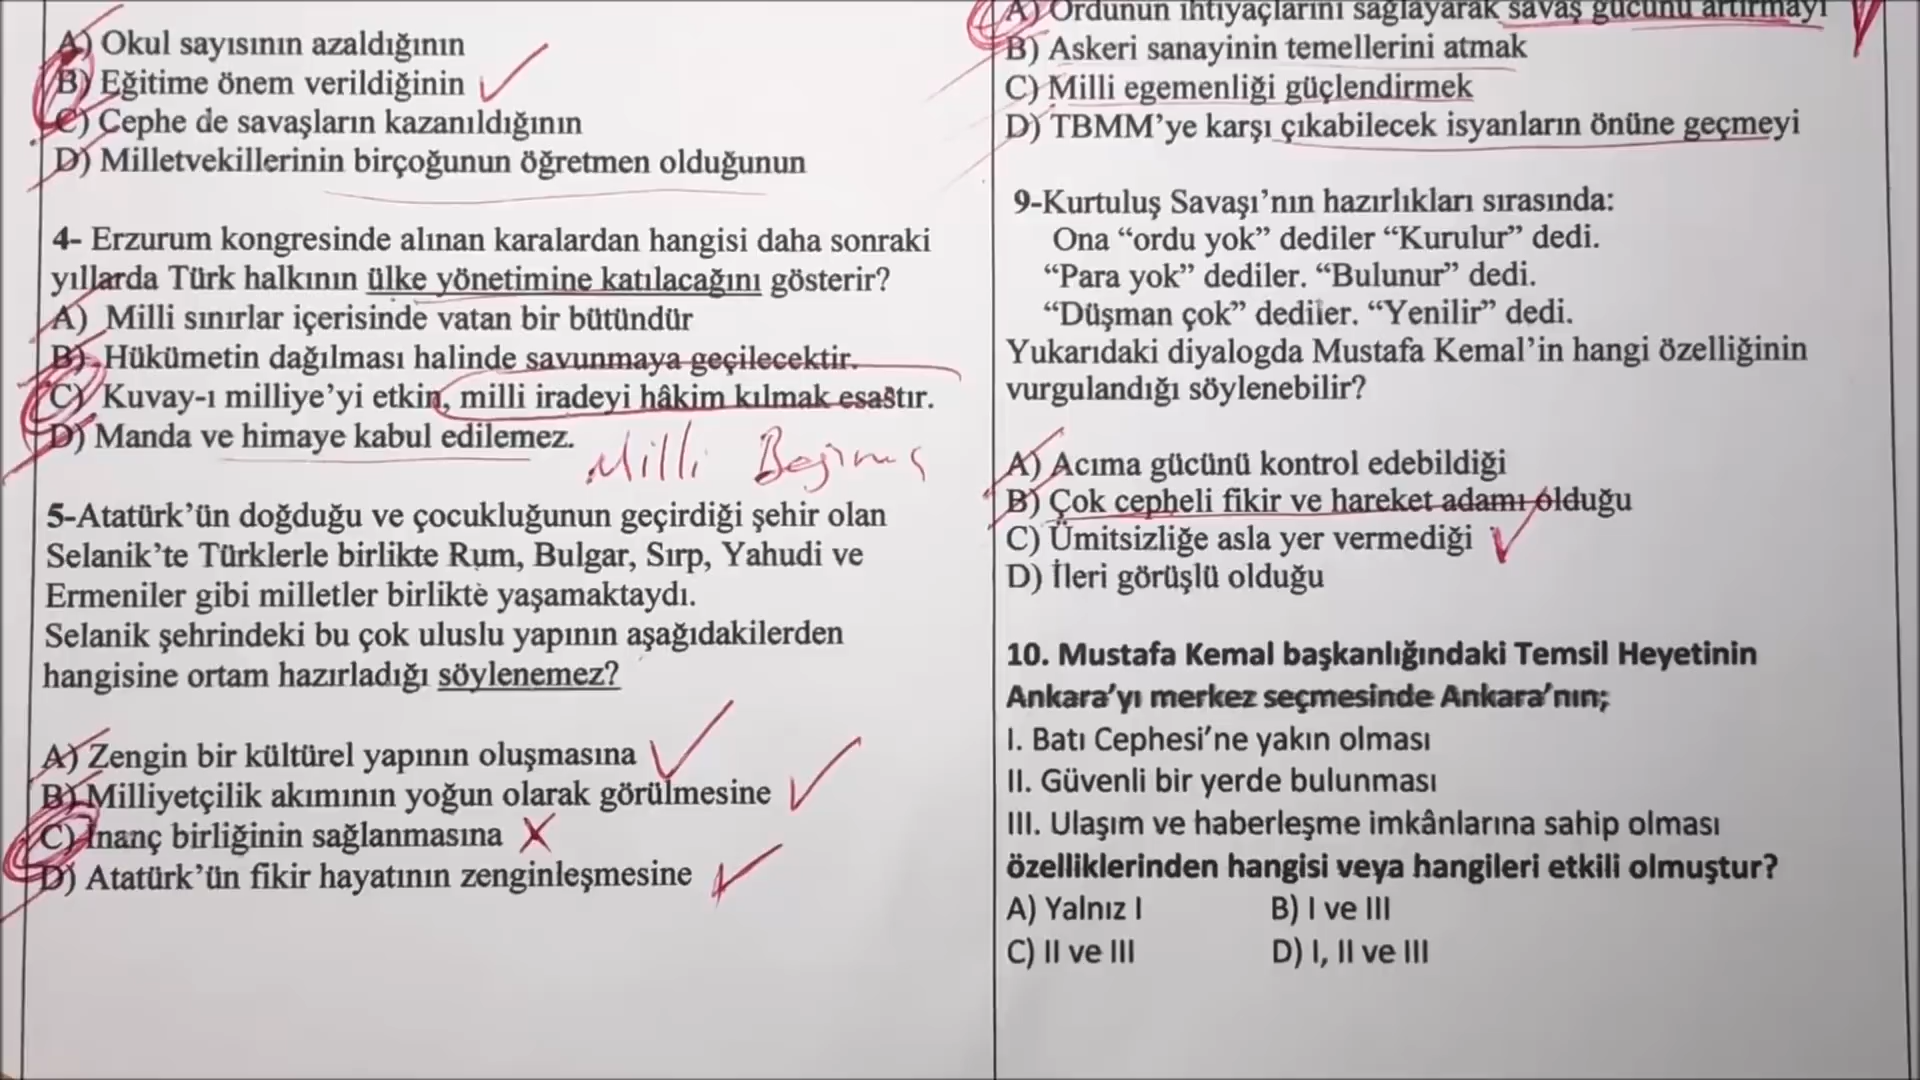 A) Okul sayısının azaldığının
B) Eğitime önem verildiğinin
C) Cephe de savaşların kazanıldığının
D) Milletvekillerinin birçoğunun öğretmen olduğunun
4- Erzurum kongresinde alınan karalardan hangisi daha sonraki
yıllarda Türk halkının ülke yönetimine katılacağını gösterir?
A) Milli sınırlar içerisinde vatan bir bütündür
B) Hükümetin dağılması halinde savunmaya geçilecektir.
C) Kuvay-ı milliye’yi etkin, milli iradeyi hâkim kılmak esastır.
D) Manda ve himaye kabul edilemez.
Milli
5-Atatürk’ün doğduğu ve çocukluğunun geçirdiği şehir olan
Selanik’te Türklerle birlikte Rum, Bulgar, Sırp, Yahudi ve
Ermeniler gibi milletler birlikte yaşamaktaydı.
Selanik şehrindeki bu çok uluslu yapının aşağıdakilerden
hangisine ortam hazırladığı söylenemez?
A) Zengin bir kültürel yapının oluşmasına
B) Milliyetçilik akımının yoğun olarak görülmesine
C) İnanç birliğinin sağlanmasına
D) Atatürk’ün fikir hayatının zenginleşmesine
A) Ordunun ihtiyaçlarını sağlayarak savaş gücünü artırmayı
B) Askeri sanayinin temellerini atmak
C) Milli egemenliği güçlendirmek
D) TBMM’ye karşı çıkabilecek isyanların önüne geçmeyi
9-Kurtuluş Savaşı’nın hazırlıkları sırasında:
Ona “ordu yok” dediler “Kurulur” dedi.
“Para yok” dediler. “Bulunur” dedi.
“Düşman çok” dediler. “Yenilir” dedi.
Yukarıdaki diyalogda Mustafa Kemal’in hangi özelliğinin
vurgulandığı söylenebilir?
A) Acıma gücünü kontrol edebildiği
B) Çok cepheli fikir ve hareket adamı olduğu
C) Ümitsizliğe asla yer vermediği
D) İleri görüşlü olduğu
10. Mustafa Kemal başkanlığındaki Temsil Heyetinin
Ankara’yı merkez seçmesinde Ankara’nın;
I. Batı Cephesi’ne yakın olması
II. Güvenli bir yerde bulunması
III. Ulaşım ve haberleşme imkânlarına sahip olması
özelliklerinden hangisi veya hangileri etkili olmuştur?
A) Yalnız I B) I ve III
C) II ve III D) I, II ve III